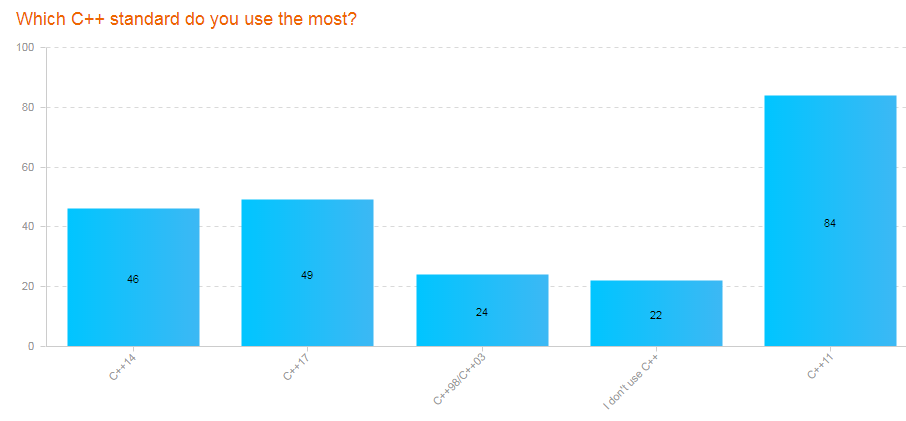 Which C++ standard do you use the most?
100
80
60
40
20
0
46
49
24
22
84
C++14
C++17
C++98/C++03
I don't use C++
C++11